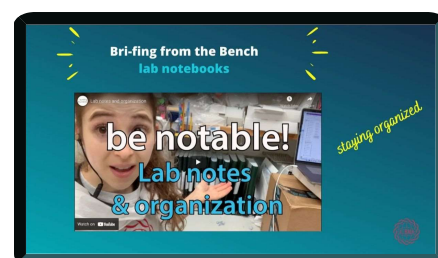 Bri-fing from the Bench
lab notebooks
be notable!
Lab notes
& organization
Watch on YouTube
staying organized